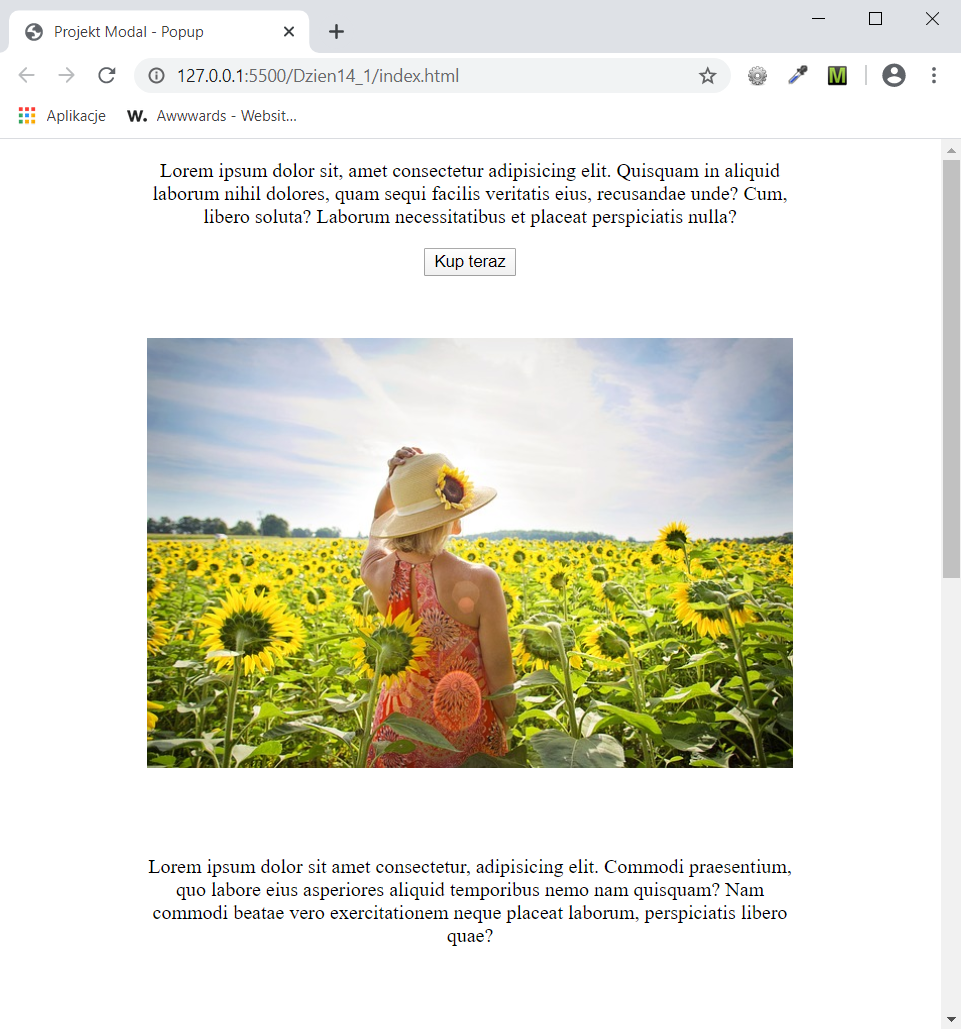 Projekt Modal - Popup
127.0.0.1:5500/Dzien14_1/index.html
M
Aplikacje
W. Awwwards - Websit...
Lorem ipsum dolor sit, amet consectetur adipisicing elit. Quisquam in aliquid
laborum nihil dolores, quam sequi facilis veritatis eius, recusandae unde? Cum,
libero soluta? Laborum necessitatibus et placeat perspiciatis nulla?
Kup teraz
Lorem ipsum dolor sit amet consectetur, adipisicing elit. Commodi praesentium,
quo labore eius asperiores aliquid temporibus nemo nam quisquam? Nam
commodi beatae vero exercitationem neque placeat laborum, perspiciatis libero
quae?